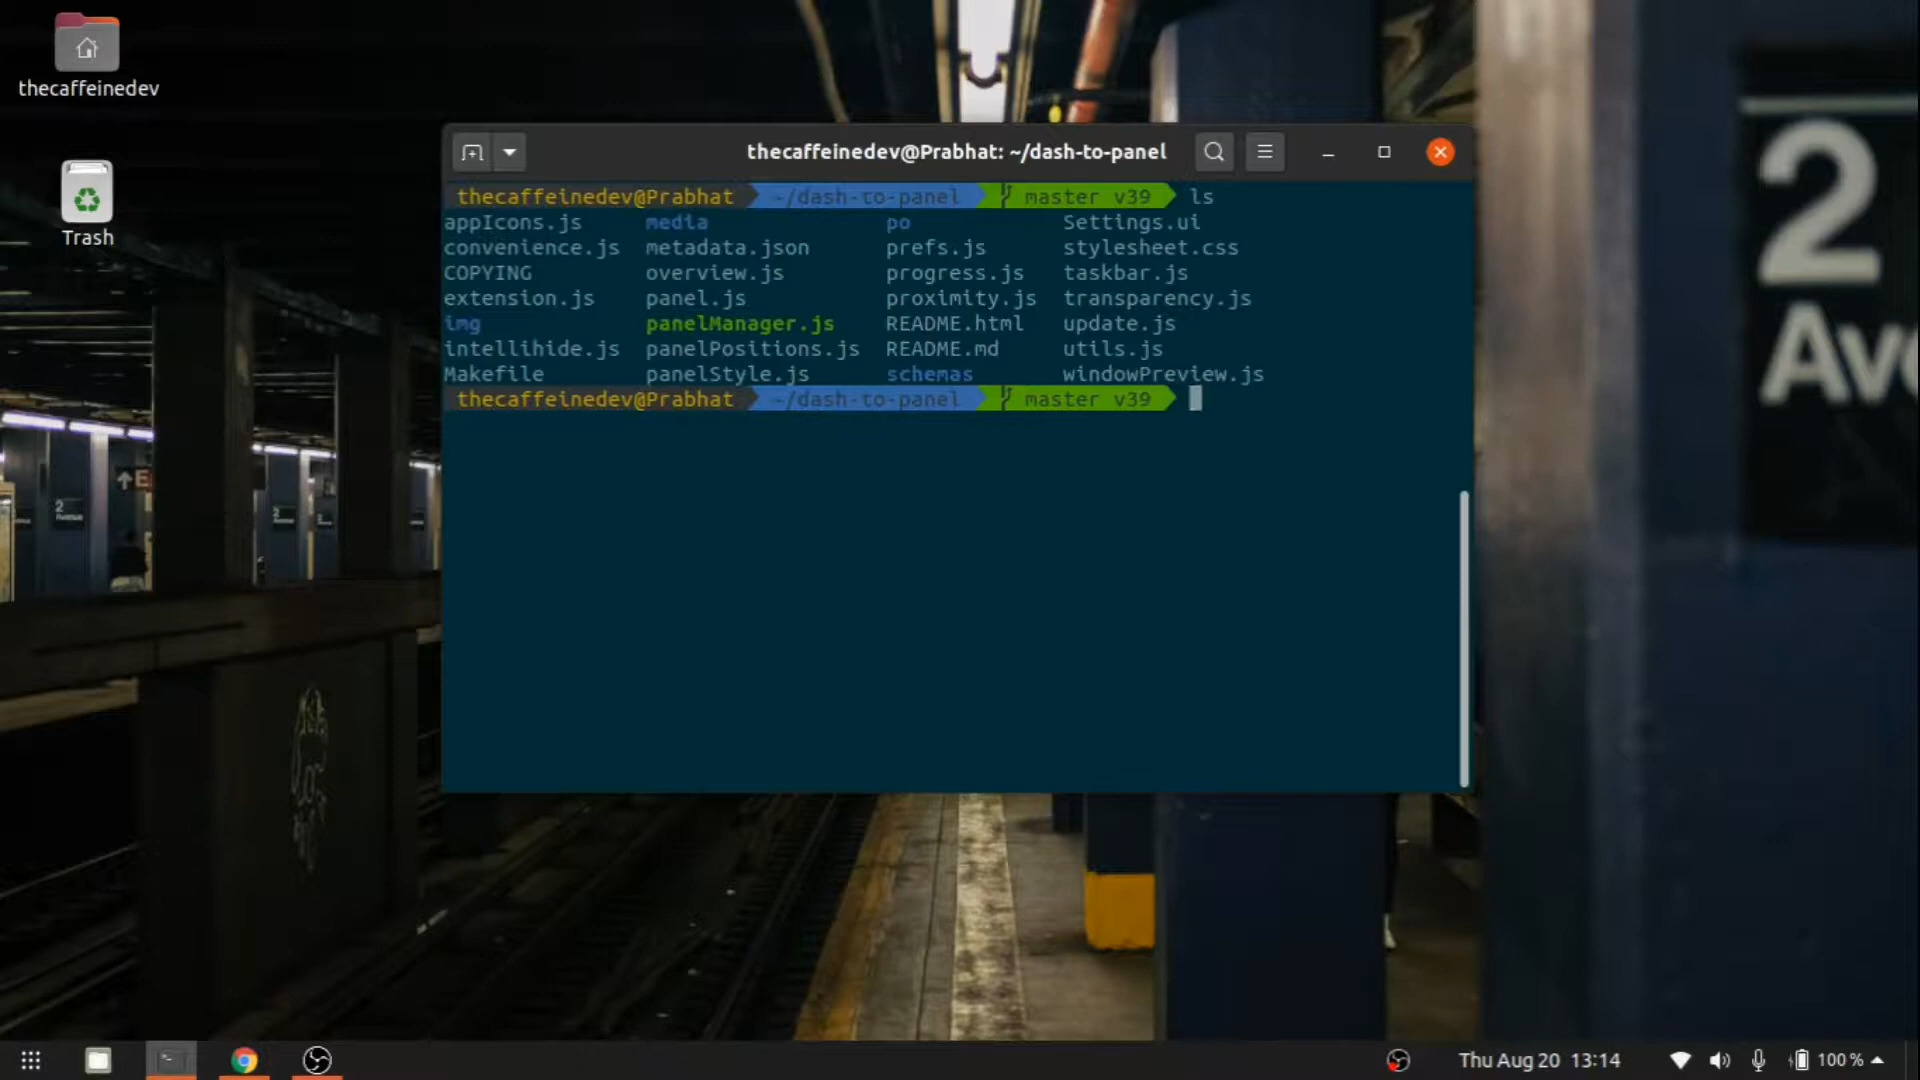 thecaffeinedev
Trash
thecaffeinedev@Prabhat: ~/dash-to-panel
thecaffeinedev@Prabhat ~/dash-to-panel master v39 ls
appIcons.js media po Settings.ui
convenience.js metadata.json prefs.js stylesheet.css
COPYING overview.js progress.js taskbar.js
extension.js panel.js proximity.js transparency.js
img panelManager.js README.html update.js
intellihide.js panelPositions.js README.md utils.js
Makefile panelStyle.js schemas windowPreview.js
thecaffeinedev@Prabhat ~/dash-to-panel master v39
2
Ave
2
Avenue
Thu Aug 20 13:14
100 %